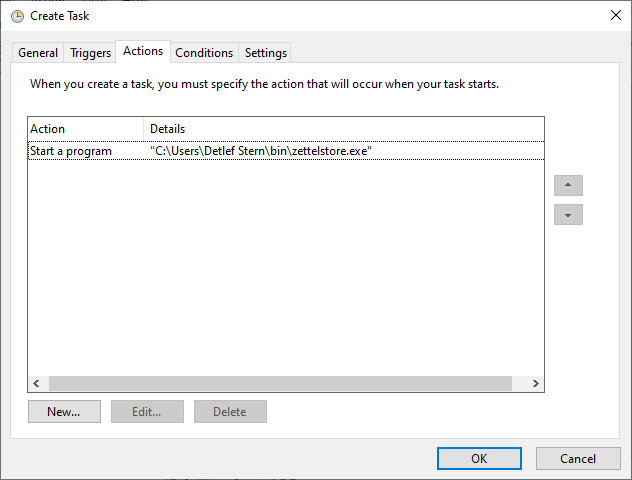 Create Task
General Triggers Actions Conditions Settings
When you create a task, you must specify the action that will occur when your task starts.
Action Details
Start a program "C:\Users\Detlef Stern\bin\zettelstore.exe"
New... Edit... Delete
OK Cancel